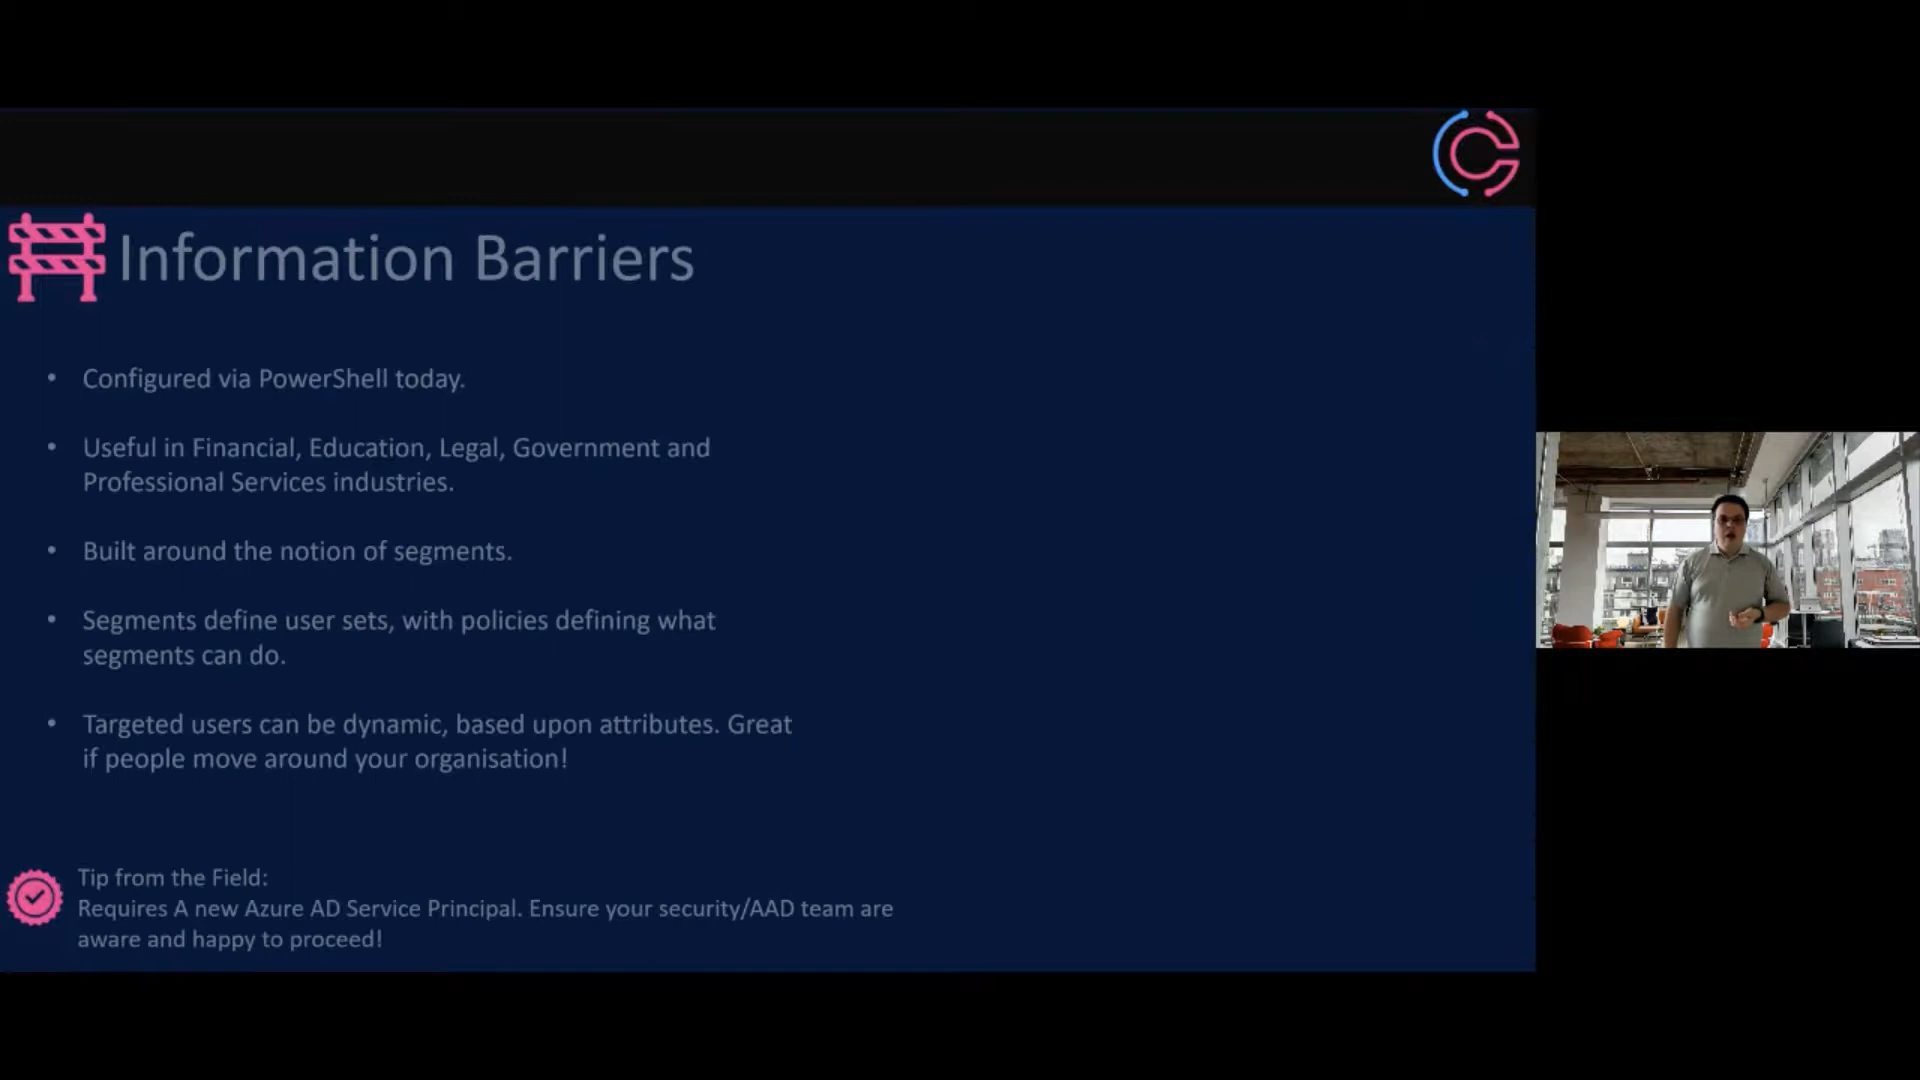 Information Barriers
• Configured via PowerShell today.
• Useful in Financial, Education, Legal, Government and
Professional Services industries.
• Built around the notion of segments.
• Segments define user sets, with policies defining what
segments can do.
• Targeted users can be dynamic, based upon attributes. Great
if people move around your organisation!
Tip from the Field:
Requires A new Azure AD Service Principal. Ensure your security/AAD team are
aware and happy to proceed!